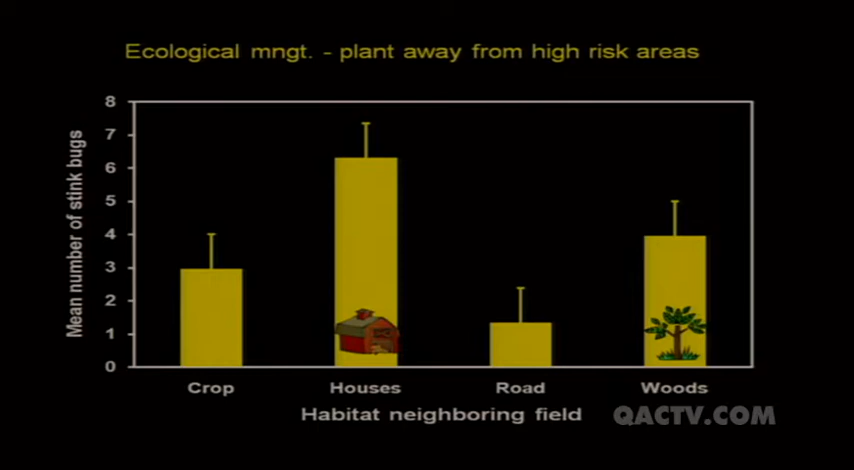 Ecological mngt. - plant away from high risk areas
8
7
6
5
4
3
2
1
0
Mean number of stink bugs
Crop Houses Road Woods
Habitat neighboring field
QACTV.COM